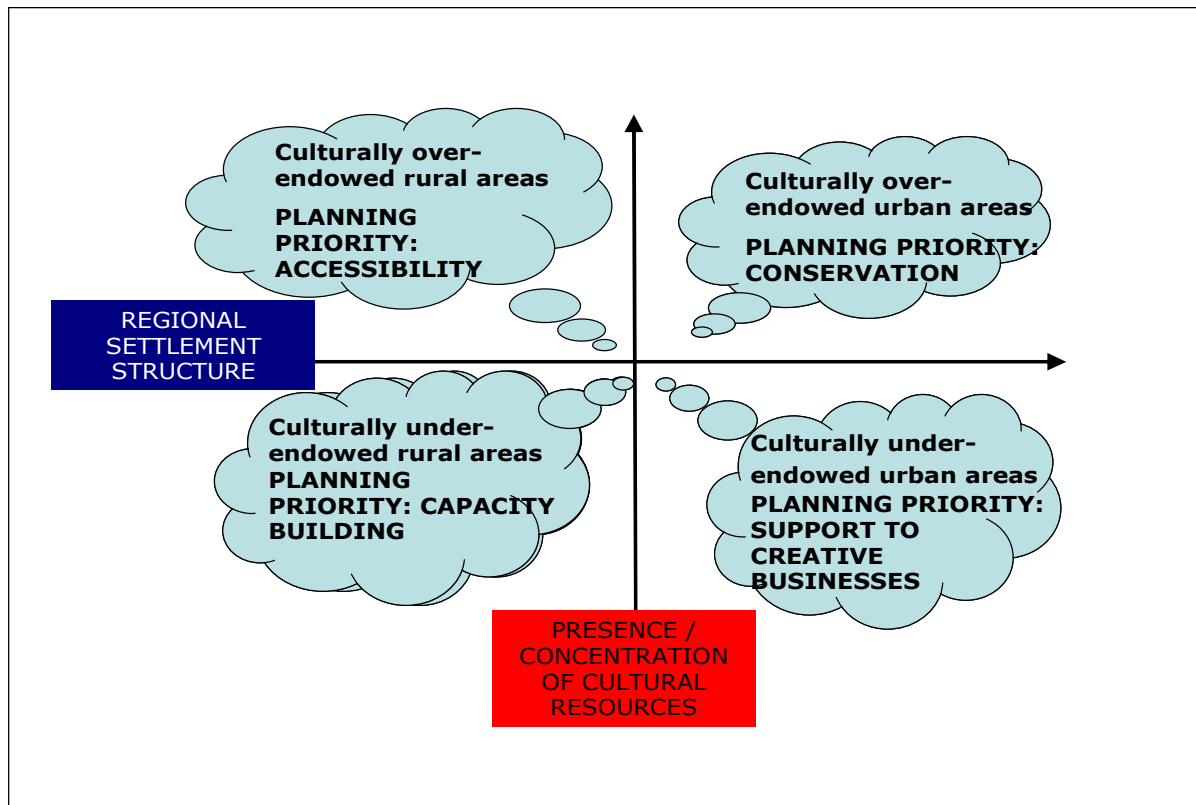 Culturally over-
endowed rural areas
PLANNING
PRIORITY:
ACCESSIBILITY
Culturally over-
endowed urban areas
PLANNING PRIORITY:
CONSERVATION
REGIONAL
SETTLEMENT
STRUCTURE
Culturally under-
endowed rural areas
PLANNING
PRIORITY: CAPACITY
BUILDING
Culturally under-
endowed urban areas
PLANNING PRIORITY:
SUPPORT TO
CREATIVE
BUSINESSES
PRESENCE /
CONCENTRATION
OF CULTURAL
RESOURCES